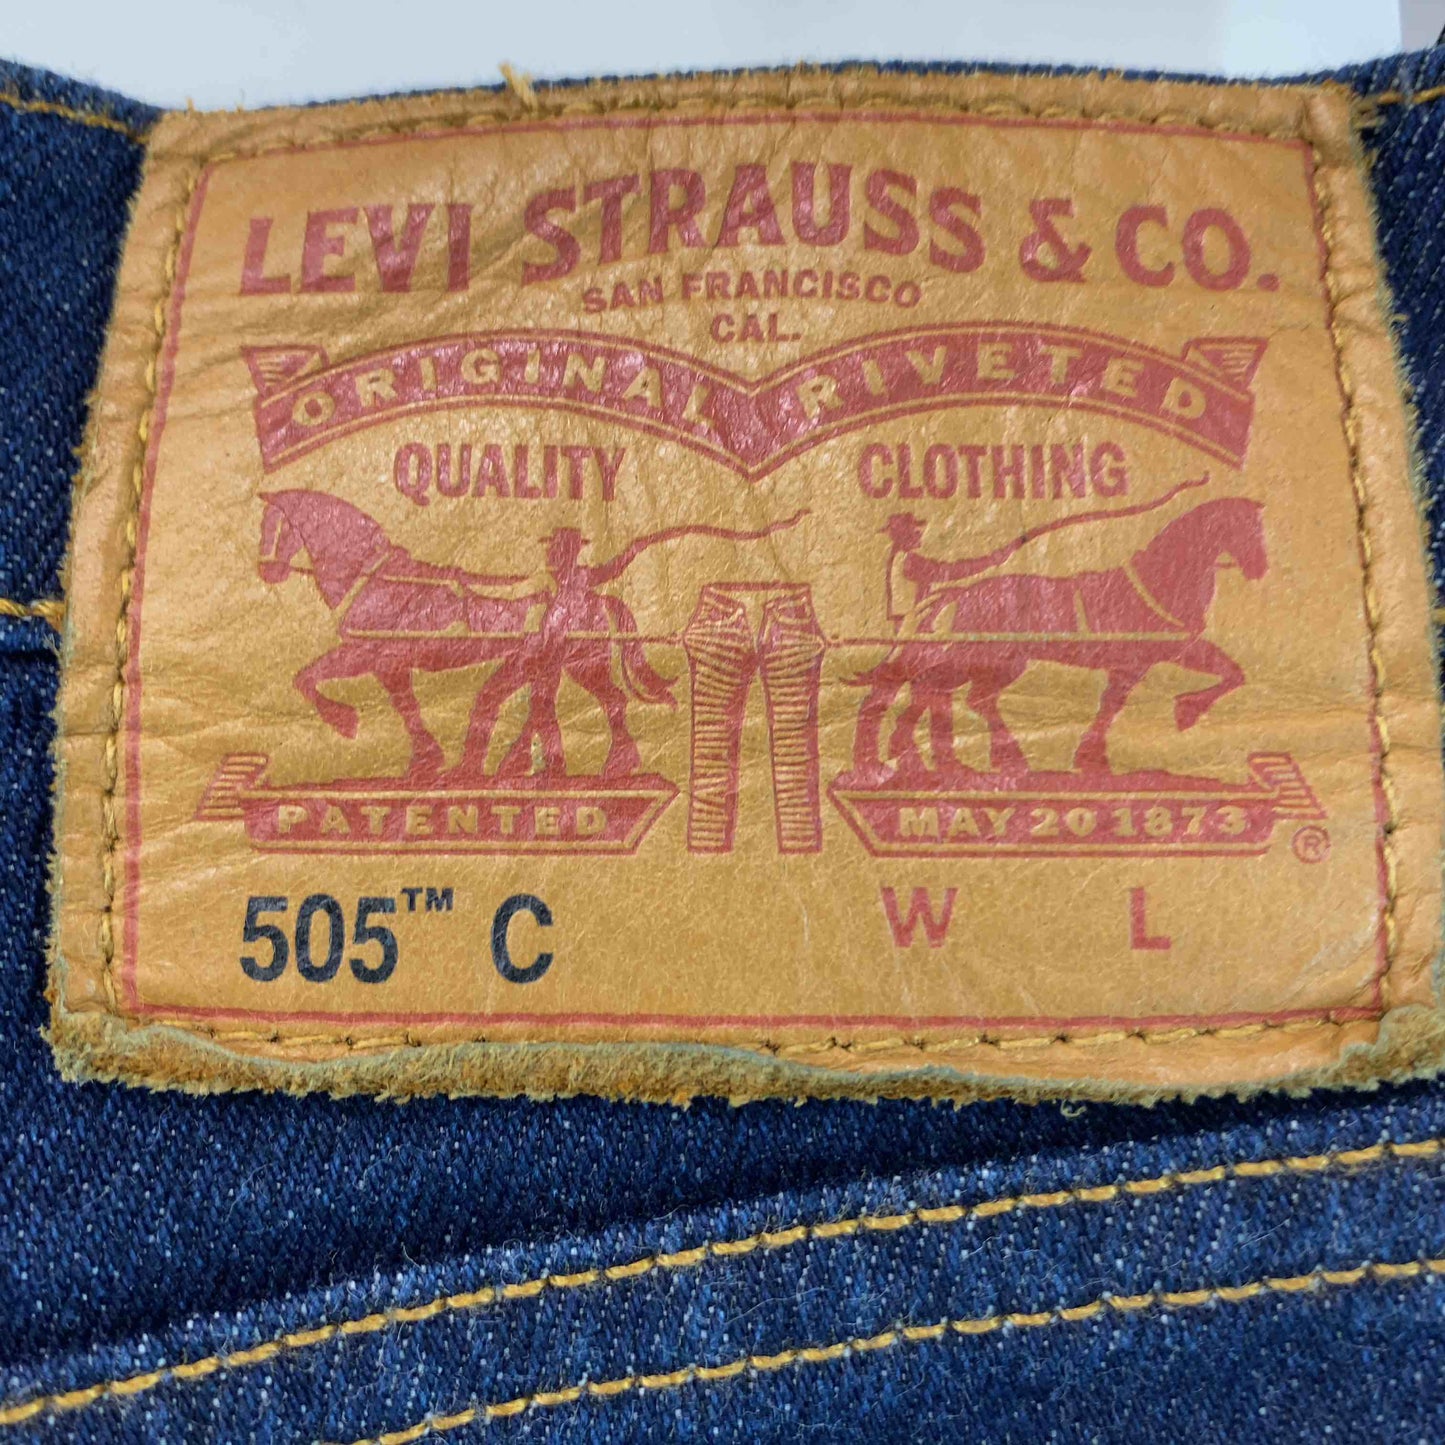 LEVI STRAUSS & CO.
SAN FRANCISCO
CAL.
ORIGINAL RIVETED
QUALITY CLOTHING
PATENTED MAY 20 1873 ®
505™ C W L